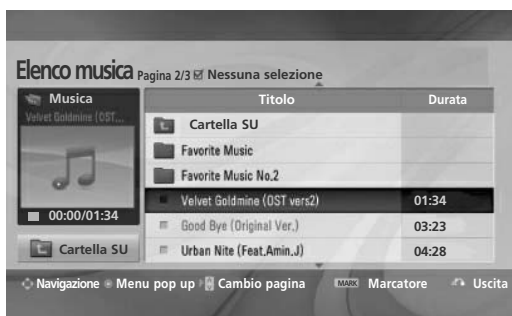 Elenco musica Pagina 2/3 Nessuna selezione
Musica
Velvet Goldmine (OST...
00:00/01:34
Cartella SU
Titolo Durata
Cartella SU
Favorite Music
Favorite Music No.2
Velvet Goldmine (OST vers2) 01:34
Good Bye (Original Ver.) 03:23
Urban Nite (Feat.Amin.J) 04:28
Navigazione Menu pop up Cambio pagina MARK Marcatore Uscita